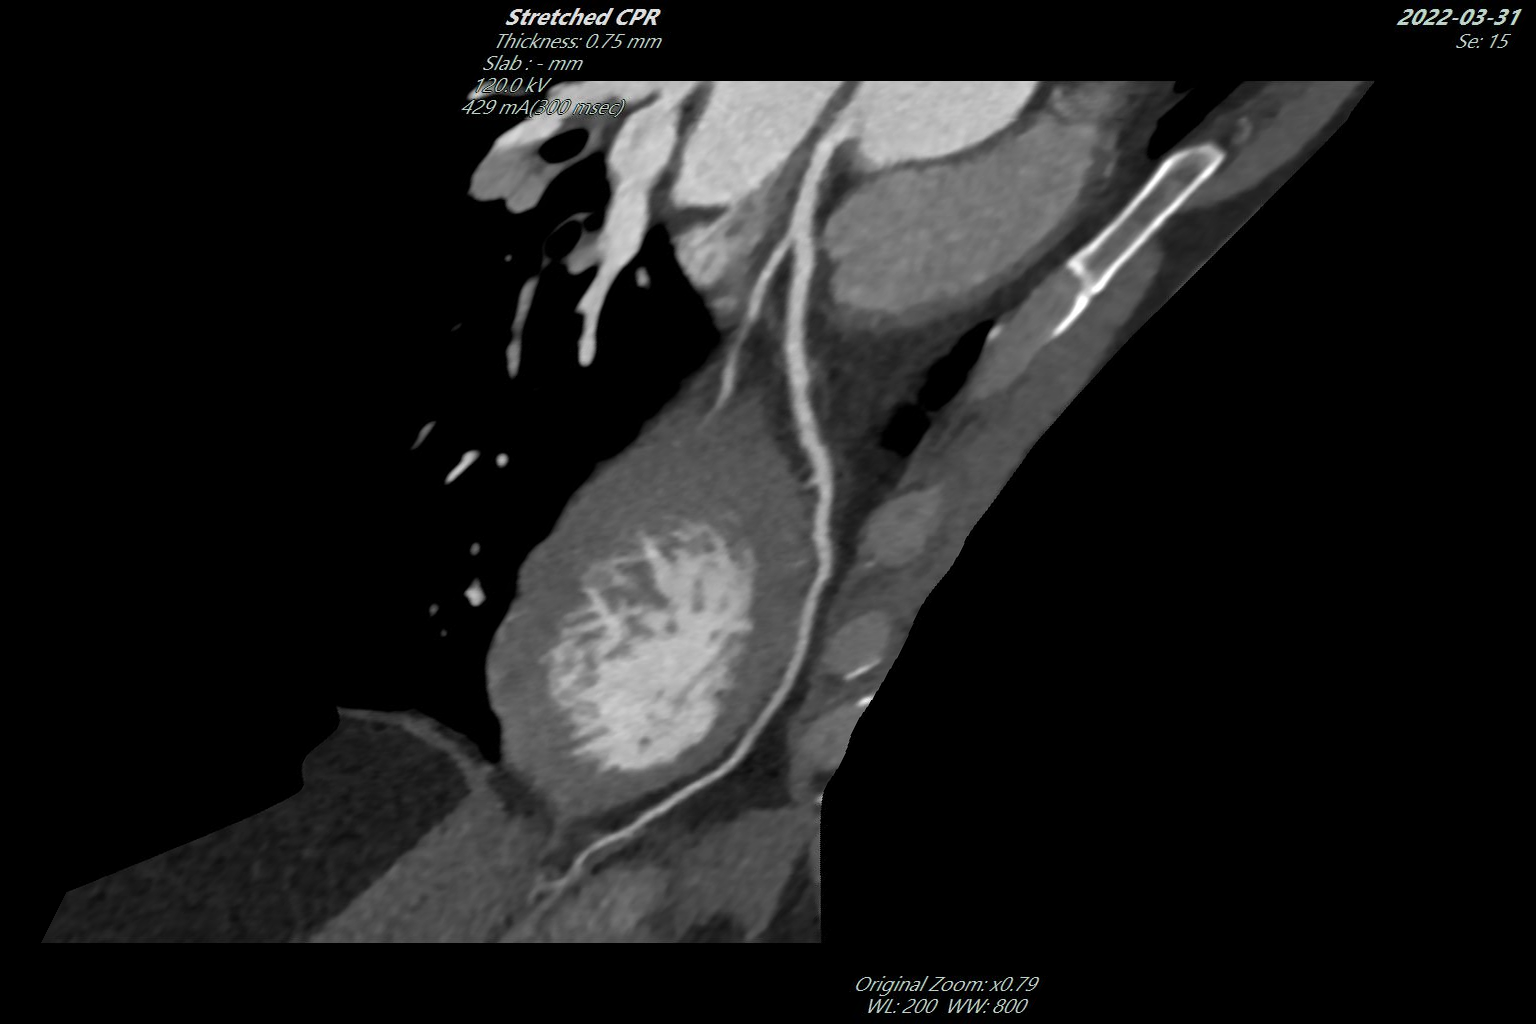 Stretched CPR
Thickness: 0.75 mm
Slab : - mm
120.0 kV
429 mA(300 msec)
2022-03-31
Se: 15
Original Zoom: x0.79
WL: 200 WW: 800